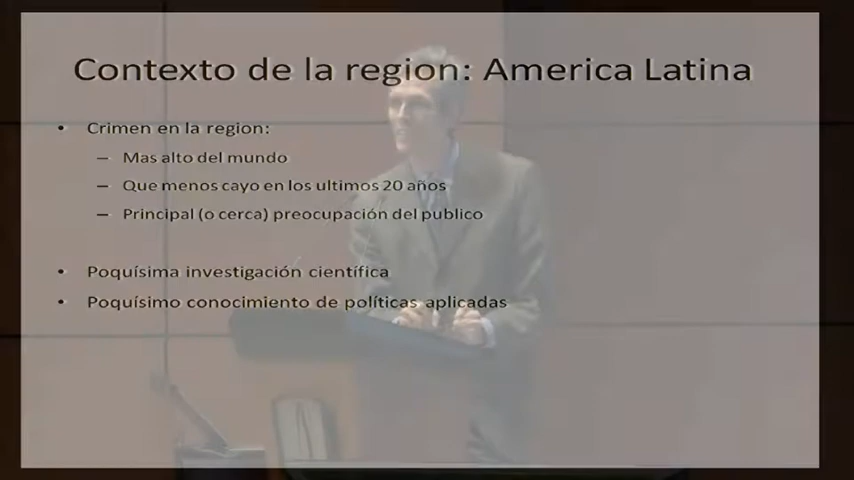 Contexto de la region: America Latina
• Crimen en la region:
– Mas alto del mundo
– Que menos cayo en los ultimos 20 años
– Principal (o cerca) preocupación del publico
• Poquísima investigación científica
• Poquísimo conocimiento de políticas aplicadas